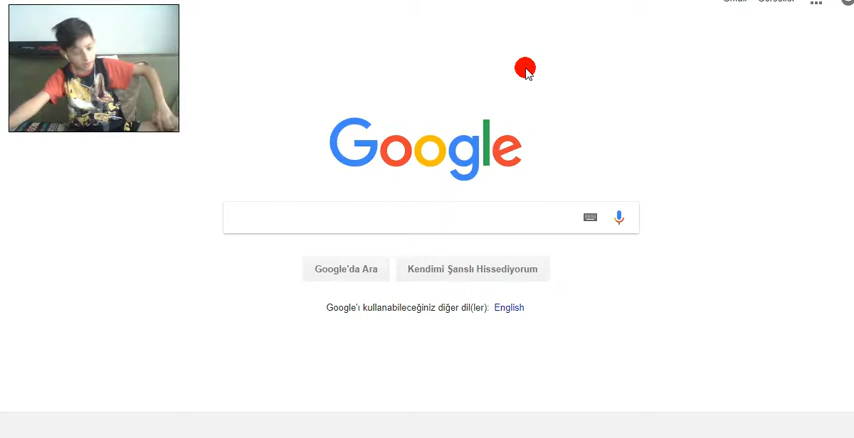 Google
Google'da Ara
Kendimi Şanslı Hissediyorum
Google'ı kullanabileceğiniz diğer dil(ler): English